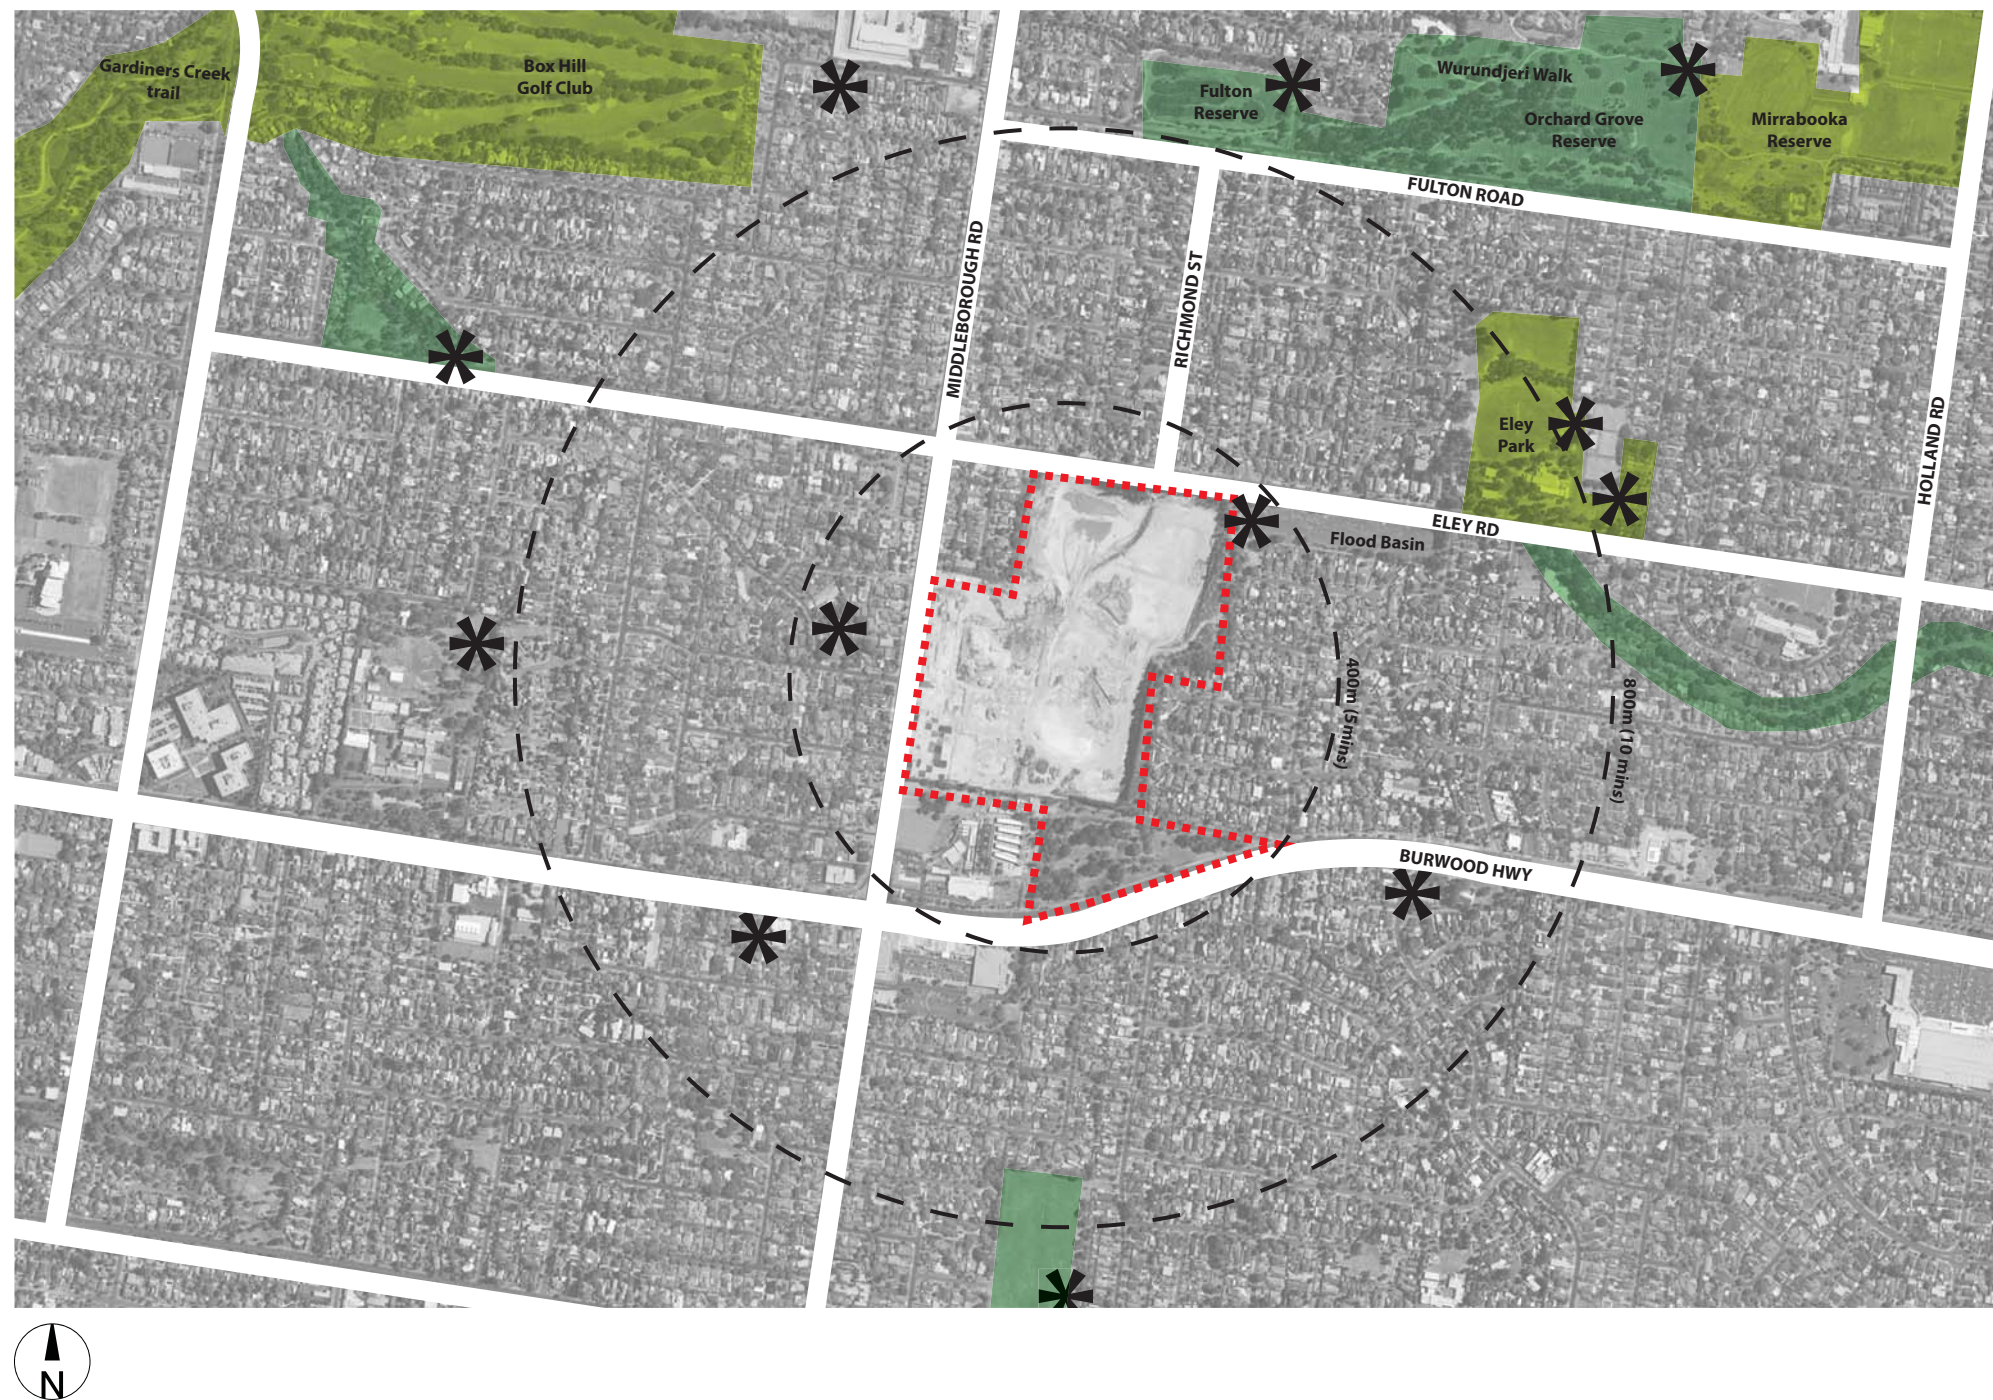 Gardiners Creek
trail
Box Hill
Golf Club
Fulton
Reserve
Wurundjeri Walk
Orchard Grove
Reserve
Mirrabooka
Reserve
FULTON ROAD
MIDDLEBOROUGH RD
RICHMOND ST
Eley
Park
HOLLAND RD
ELEY RD
Flood Basin
400m (5mins)
800m (10 mins)
BURWOOD HWY
N